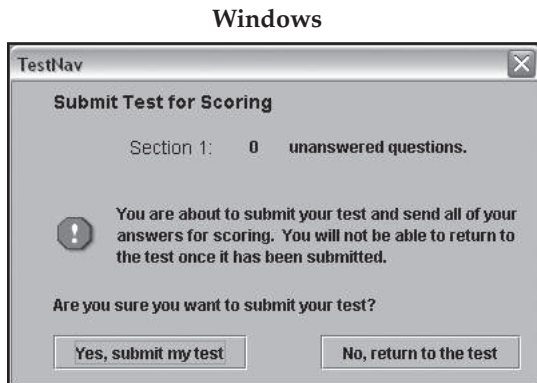 Windows
TestNav
Submit Test for Scoring
Section 1: 0 unanswered questions.
You are about to submit your test and send all of your
answers for scoring. You will not be able to return to
the test once it has been submitted.
Are you sure you want to submit your test?
Yes, submit my test No, return to the test